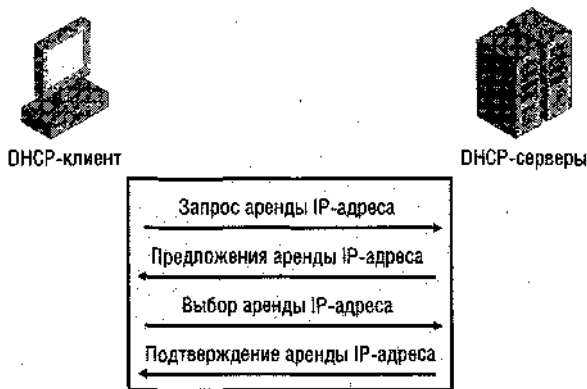 DHCP-клиент
DHCP-серверы
Запрос аренды IP-адреса
Предложения аренды IP-адреса
Выбор аренды IP-адреса
Подтверждение аренды IP-адреса